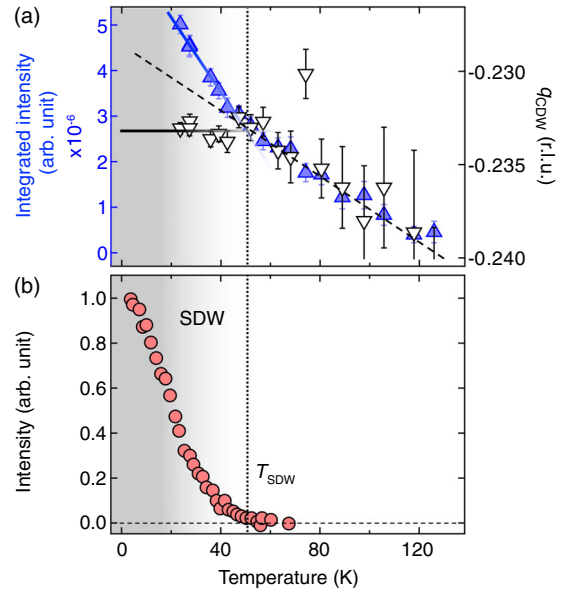 (a)
5
4
3
2
1
0
Integrated intensity
(arb. unit)
x10-6
-0.230
-0.235
-0.240
qCDW (r.l.u.)
(b)
SDW
1.0
0.8
0.6
0.4
0.2
0.0
Intensity (arb. unit)
TSDW
0 40 80 120
Temperature (K)